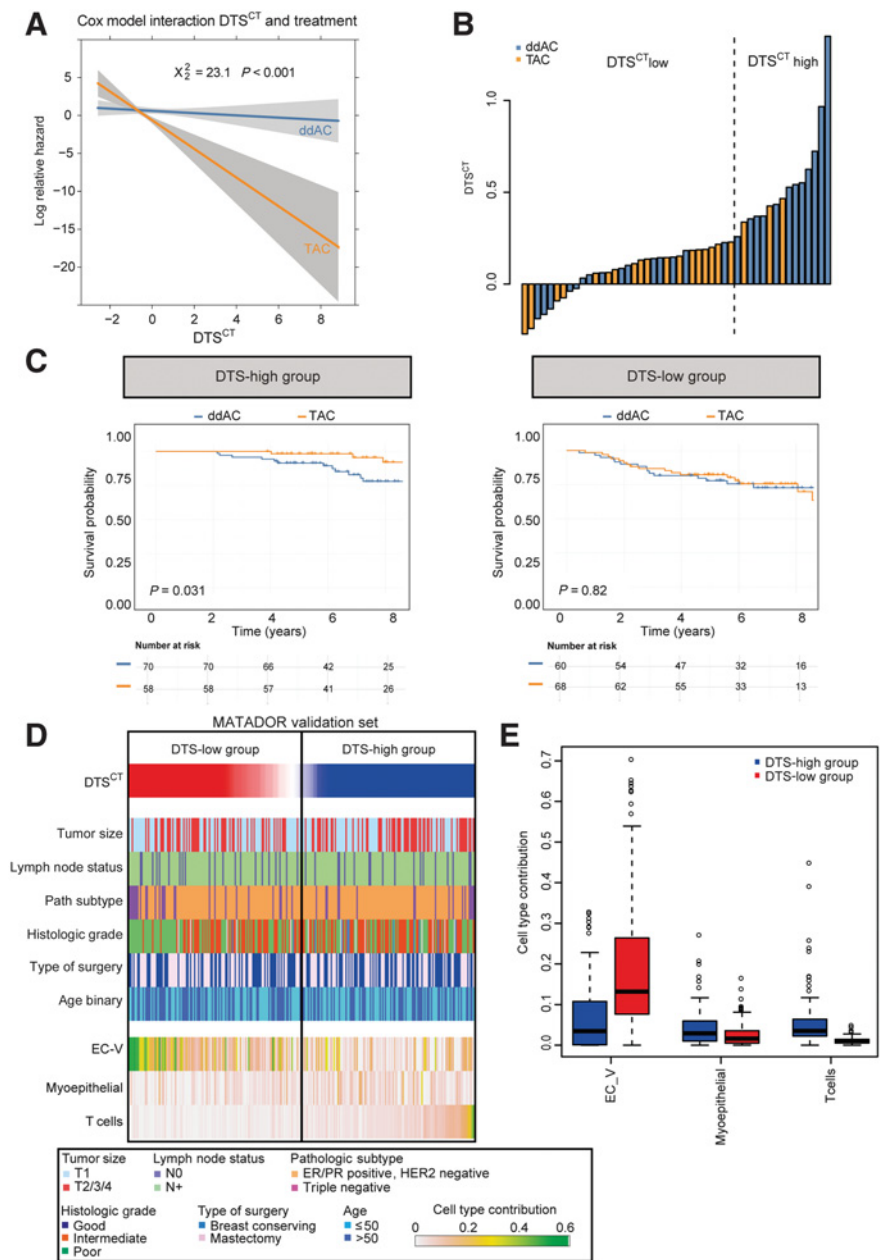 A
Cox model interaction DTS^CT and treatment
X²₂ = 23.1 P < 0.001
5
0
−5
−10
−15
−20
Log relative hazard
ddAC
TAC
−2 0 2 4 6 8
DTS^CT
B
ddAC
TAC
DTS^CT low
DTS^CT high
1.0
0.5
0.0
DTS^CT
C
DTS-high group
ddAC TAC
1.00
0.75
0.50
0.25
0.00
Survival probability
P = 0.031
0 2 4 6 8
Time (years)
Number at risk
70 70 66 42 25
58 58 57 41 26
DTS-low group
ddAC TAC
1.00
0.75
0.50
0.25
0.00
Survival probability
P = 0.82
0 2 4 6 8
Time (years)
Number at risk
60 54 47 32 16
68 62 55 33 13
D
MATADOR validation set
DTS-low group DTS-high group
DTS^CT
Tumor size
Lymph node status
Path subtype
Histologic grade
Type of surgery
Age binary
EC-V
Myoepithelial
T cells
Tumor size
T1
T2/3/4
Lymph node status
N0
N+
Pathologic subtype
ER/PR positive, HER2 negative
Triple negative
Histologic grade
Good
Intermediate
Poor
Type of surgery
Breast conserving
Mastectomy
Age
≤50
>50
Cell type contribution
0 0.2 0.4 0.6
E
DTS-high group
DTS-low group
0.7
0.6
0.5
0.4
0.3
0.2
0.1
0.0
Cell type contribution
EC_V
Myoepithelial
Tcells